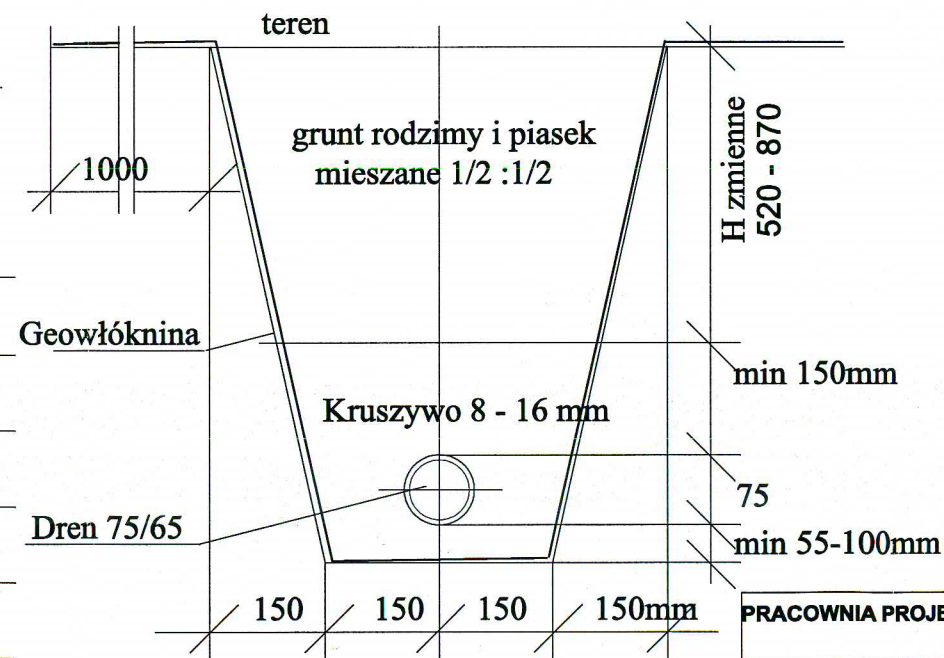 teren
grunt rodzimy i piasek
mieszane 1/2 :1/2
1000
H zmienne
520 - 870
Geowłóknina
min 150mm
Kruszywo 8 - 16 mm
75
Dren 75/65
min 55-100mm
150 150 150 150mm
PRACOWNIA PROJE